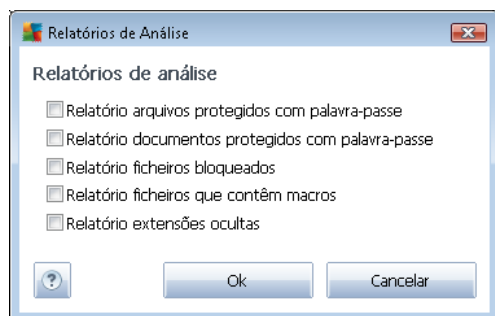 Relatórios de Análise
Relatórios de análise
Relatório arquivos protegidos com palavra-passe
Relatório documentos protegidos com palavra-passe
Relatório ficheiros bloqueados
Relatório ficheiros que contêm macros
Relatório extensões ocultas
?
Ok
Cancelar